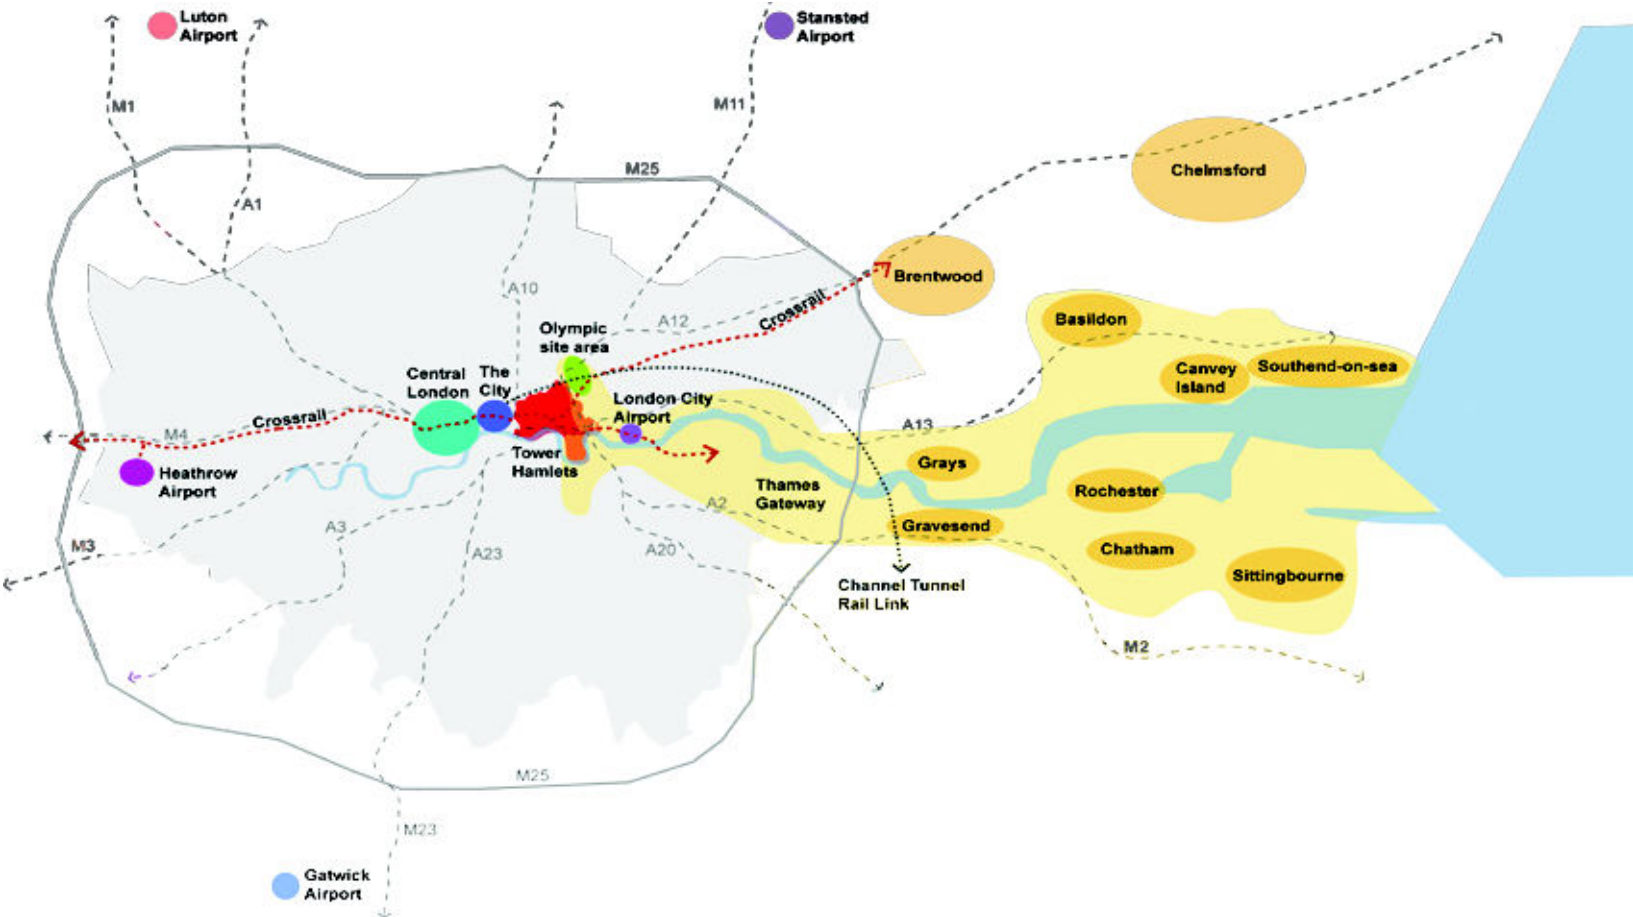 Luton
Airport
Stansted
Airport
M1
M11
M25
A1
Chelmsford
Brentwood
A10
Crossrail
A12
Olympic
site area
Basildon
Central
London
The
City
Canvey
Island
Southend-on-sea
London City
Airport
Crossrail
M4
A13
Tower
Hamlets
Heathrow
Airport
Grays
Thames
Gateway
Rochester
A2
Gravesend
A3
M3
A23
A20
Chatham
Sittingbourne
Channel Tunnel
Rail Link
M2
M25
M23
Gatwick
Airport